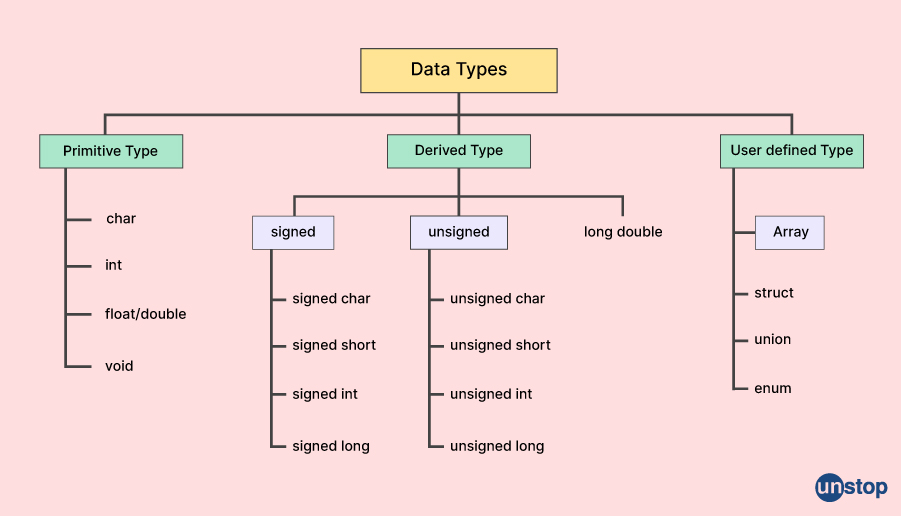 Data Types
Primitive Type
Derived Type
User defined Type
char
int
float/double
void
signed
unsigned
long double
signed char
signed short
signed int
signed long
unsigned char
unsigned short
unsigned int
unsigned long
Array
struct
union
enum
unstop